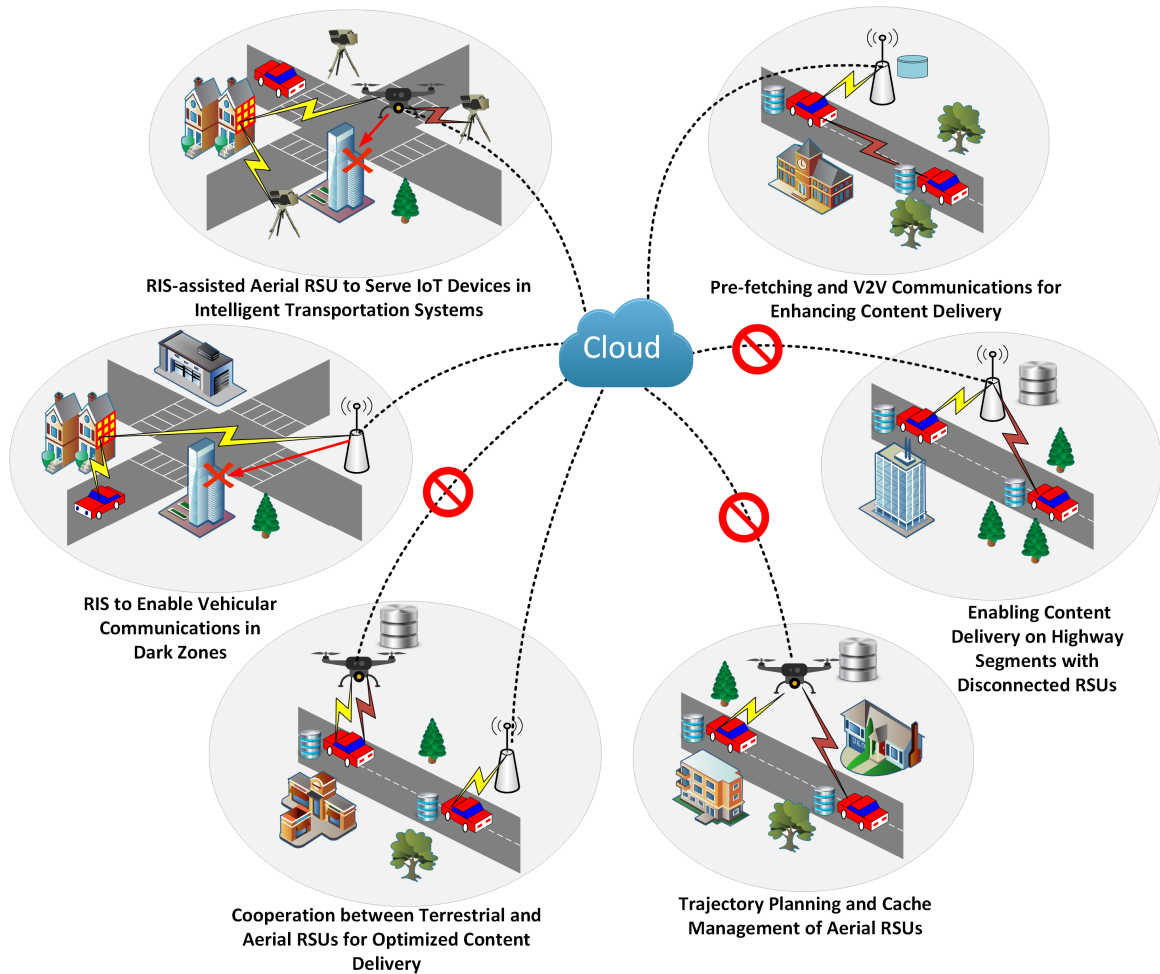 RIS-assisted Aerial RSU to Serve IoT Devices in
Intelligent Transportation Systems
Pre-fetching and V2V Communications for
Enhancing Content Delivery
Cloud
RIS to Enable Vehicular
Communications in
Dark Zones
Enabling Content
Delivery on Highway
Segments with
Disconnected RSUs
Cooperation between Terrestrial and
Aerial RSUs for Optimized Content
Delivery
Trajectory Planning and Cache
Management of Aerial RSUs